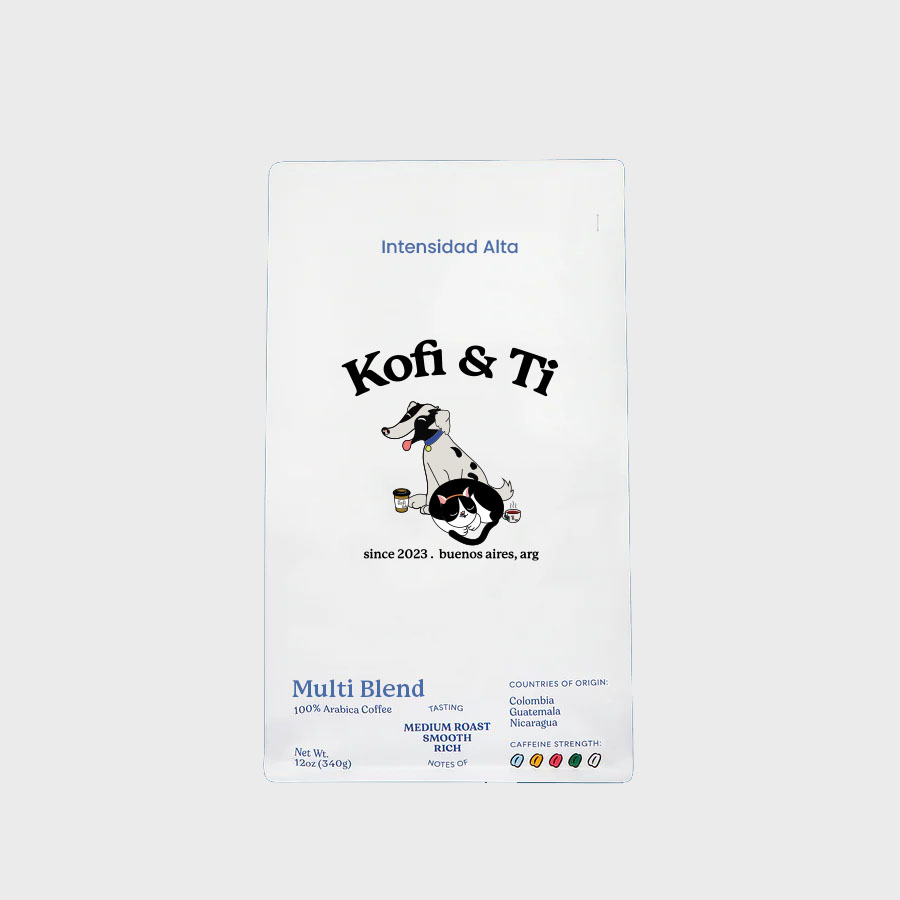 Intensidad Alta
Kofi & Ti
since 2023 . buenos aires, arg
Multi Blend
100% Arabica Coffee
Net Wt.
12oz (340g)
TASTING
MEDIUM ROAST
SMOOTH
RICH
NOTES OF
COUNTRIES OF ORIGIN:
Colombia
Guatemala
Nicaragua
CAFFEINE STRENGTH: